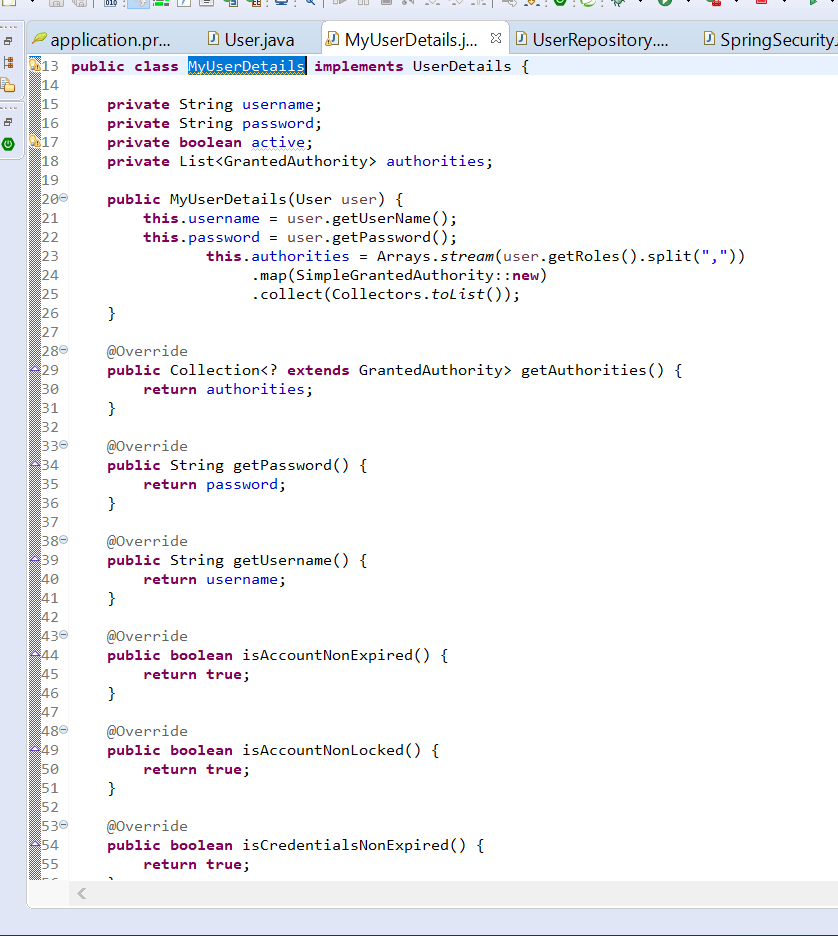 application.pr...
User.java
MyUserDetails.j...
UserRepository....
SpringSecurity.
13 public class MyUserDetails implements UserDetails {
14
15     private String username;
16     private String password;
17     private boolean active;
18     private List<GrantedAuthority> authorities;
19
20     public MyUserDetails(User user) {
21         this.username = user.getUserName();
22         this.password = user.getPassword();
23                this.authorities = Arrays.stream(user.getRoles().split(","))
24                     .map(SimpleGrantedAuthority::new)
25                     .collect(Collectors.toList());
26     }
27
28     @Override
29     public Collection<? extends GrantedAuthority> getAuthorities() {
30         return authorities;
31     }
32
33     @Override
34     public String getPassword() {
35         return password;
36     }
37
38     @Override
39     public String getUsername() {
40         return username;
41     }
42
43     @Override
44     public boolean isAccountNonExpired() {
45         return true;
46     }
47
48     @Override
49     public boolean isAccountNonLocked() {
50         return true;
51     }
52
53     @Override
54     public boolean isCredentialsNonExpired() {
55         return true;